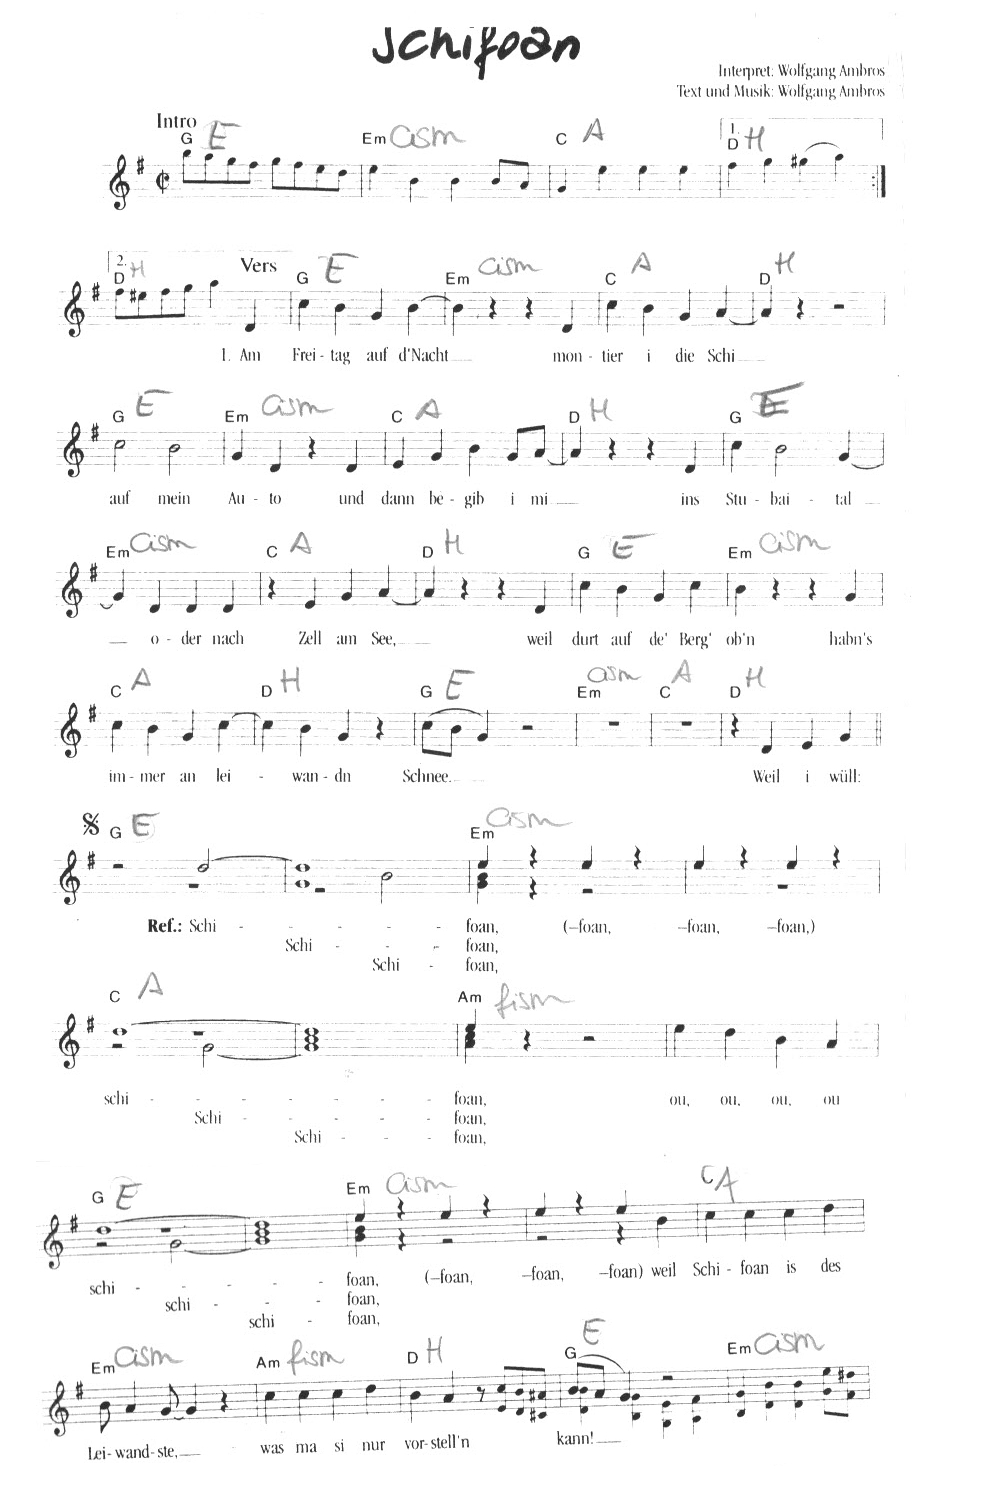 Schifoan
Interpret: Wolfgang Ambros
Text und Musik: Wolfgang Ambros
Intro
G E Em Cism C A 1. D H
2. D H Vers G E Em Cism C A D H
1. Am Frei - tag auf d'Nacht mon - tier i die Schi
G E Em Cism C A D H G E
auf mein Au - to und dann be - gib i mi ins Stu - bai - tal
Em Cism C A D H G E Em Cism
o - der nach Zell am See, weil durt auf de' Berg' ob'n habn's
C A D H G E Em Cism C A D H
im - mer an lei - wan - dn Schnee. Weil i wüll:
G E Em Cism
Ref.: Schi - - - - - foan, (–foan, –foan, –foan,)
Schi - - - foan,
Schi - foan,
C A Am fism
schi - - - - - - - foan, ou, ou, ou, ou
Schi - - - - - foan,
Schi - - foan,
G E Em Cism C A
schi - - - - - foan, (–foan, –foan, –foan) weil Schi - foan is des
schi - - - foan,
schi - foan,
Em Cism Am fism D H G E Em Cism
Lei - wand - ste, was ma si nur vor - stell'n kann!